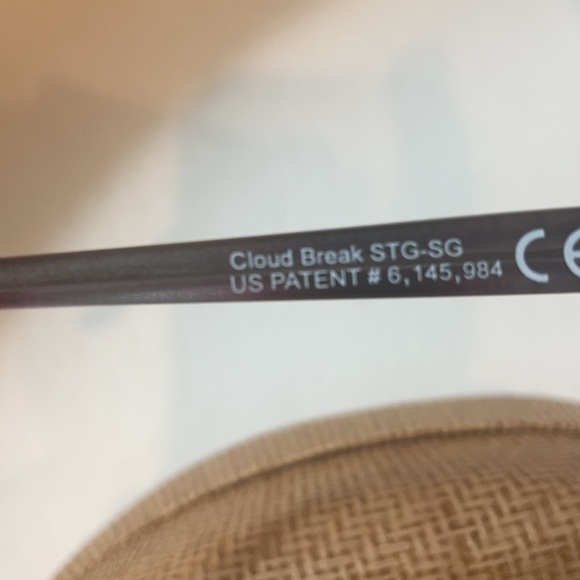 Cloud Break STG-SG
US PATENT # 6,145,984
CE